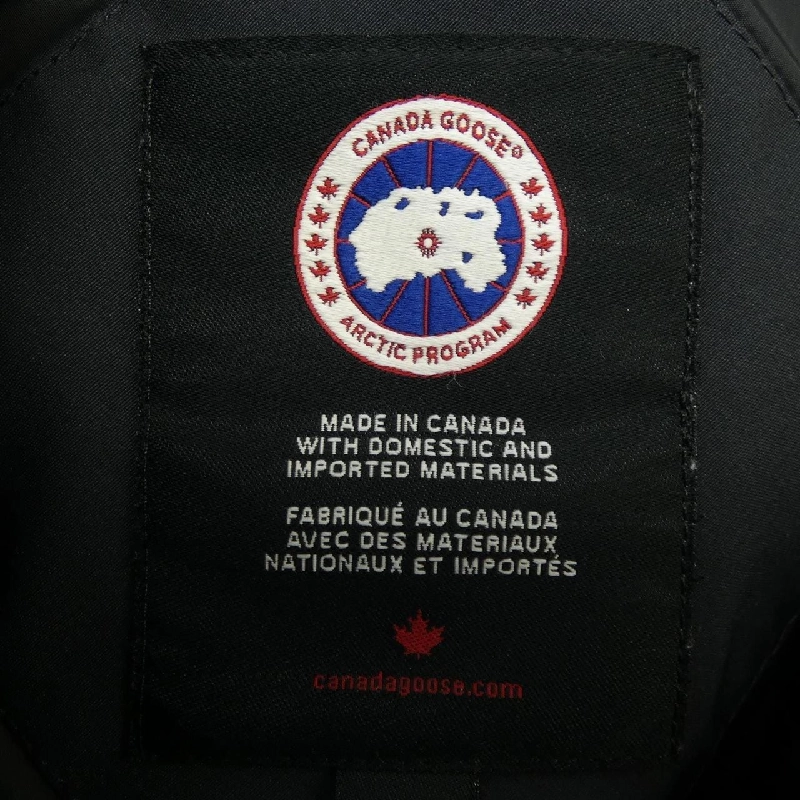 CANADA GOOSE®
ARCTIC PROGRAM
MADE IN CANADA
WITH DOMESTIC AND
IMPORTED MATERIALS
FABRIQUÉ AU CANADA
AVEC DES MATERIAUX
NATIONAUX ET IMPORTÉS
canadagoose.com